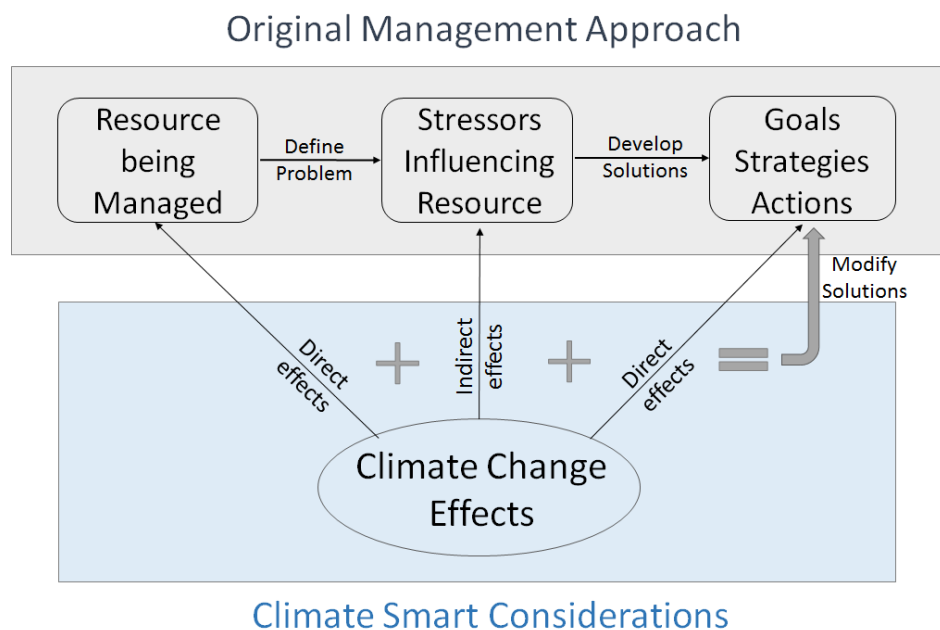 Original Management Approach
Resource
being
Managed
Define
Problem
Stressors
Influencing
Resource
Develop
Solutions
Goals
Strategies
Actions
Modify
Solutions
Direct
effects
+
Indirect
effects
+
Direct
effects
=
Climate Change
Effects
Climate Smart Considerations